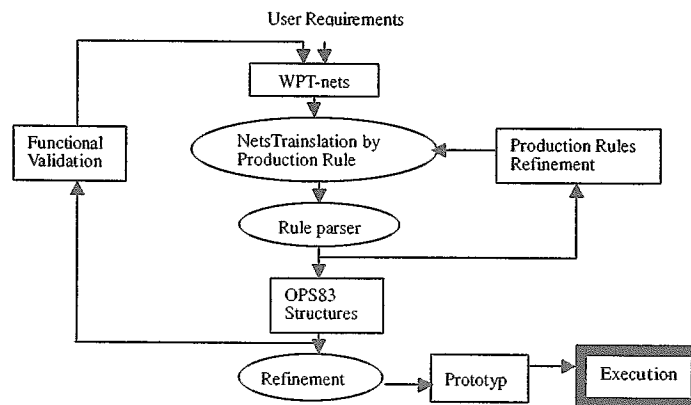 User Requirements
WPT-nets
NetsTrainslation by
Production Rule
Functional
Validation
Production Rules
Refinement
Rule parser
OPS83
Structures
Refinement
Prototyp
Execution